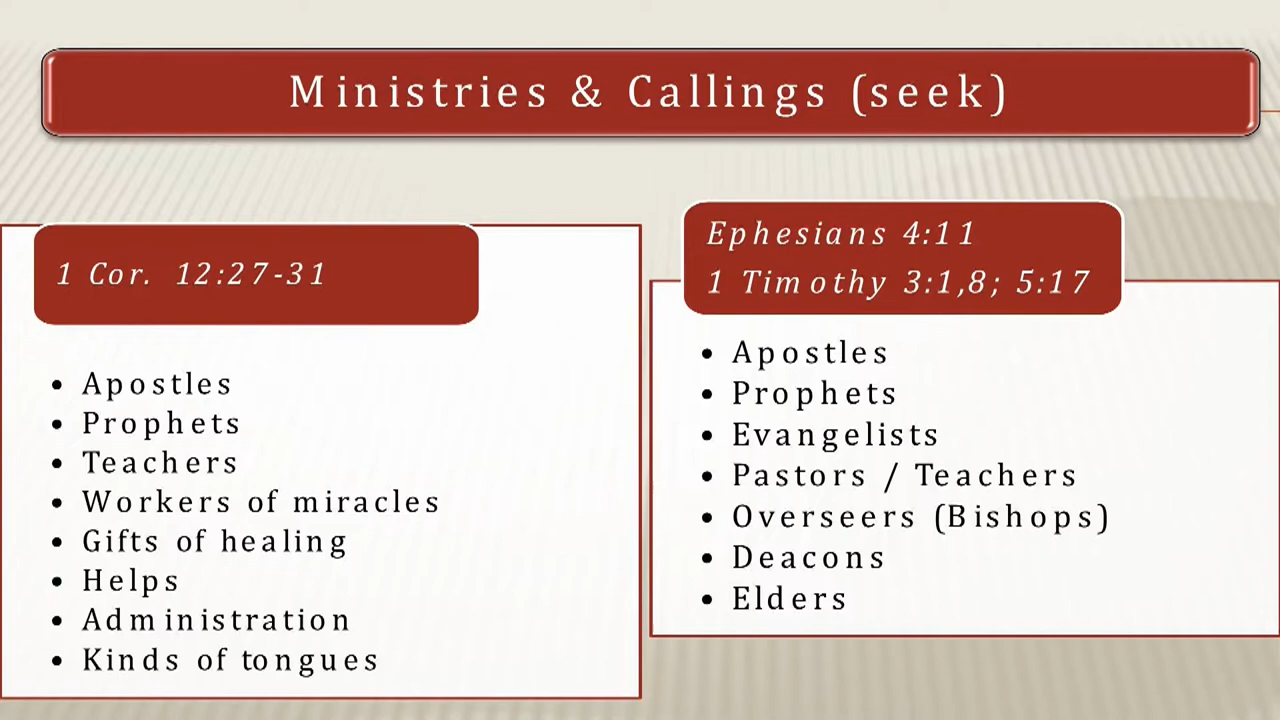 Ministries & Callings (seek)
1 Cor. 12:27-31
Apostles
Prophets
Teachers
Workers of miracles
Gifts of healing
Helps
Administration
Kinds of tongues
Ephesians 4:11
1 Timothy 3:1,8; 5:17
Apostles
Prophets
Evangelists
Pastors / Teachers
Overseers (Bishops)
Deacons
Elders